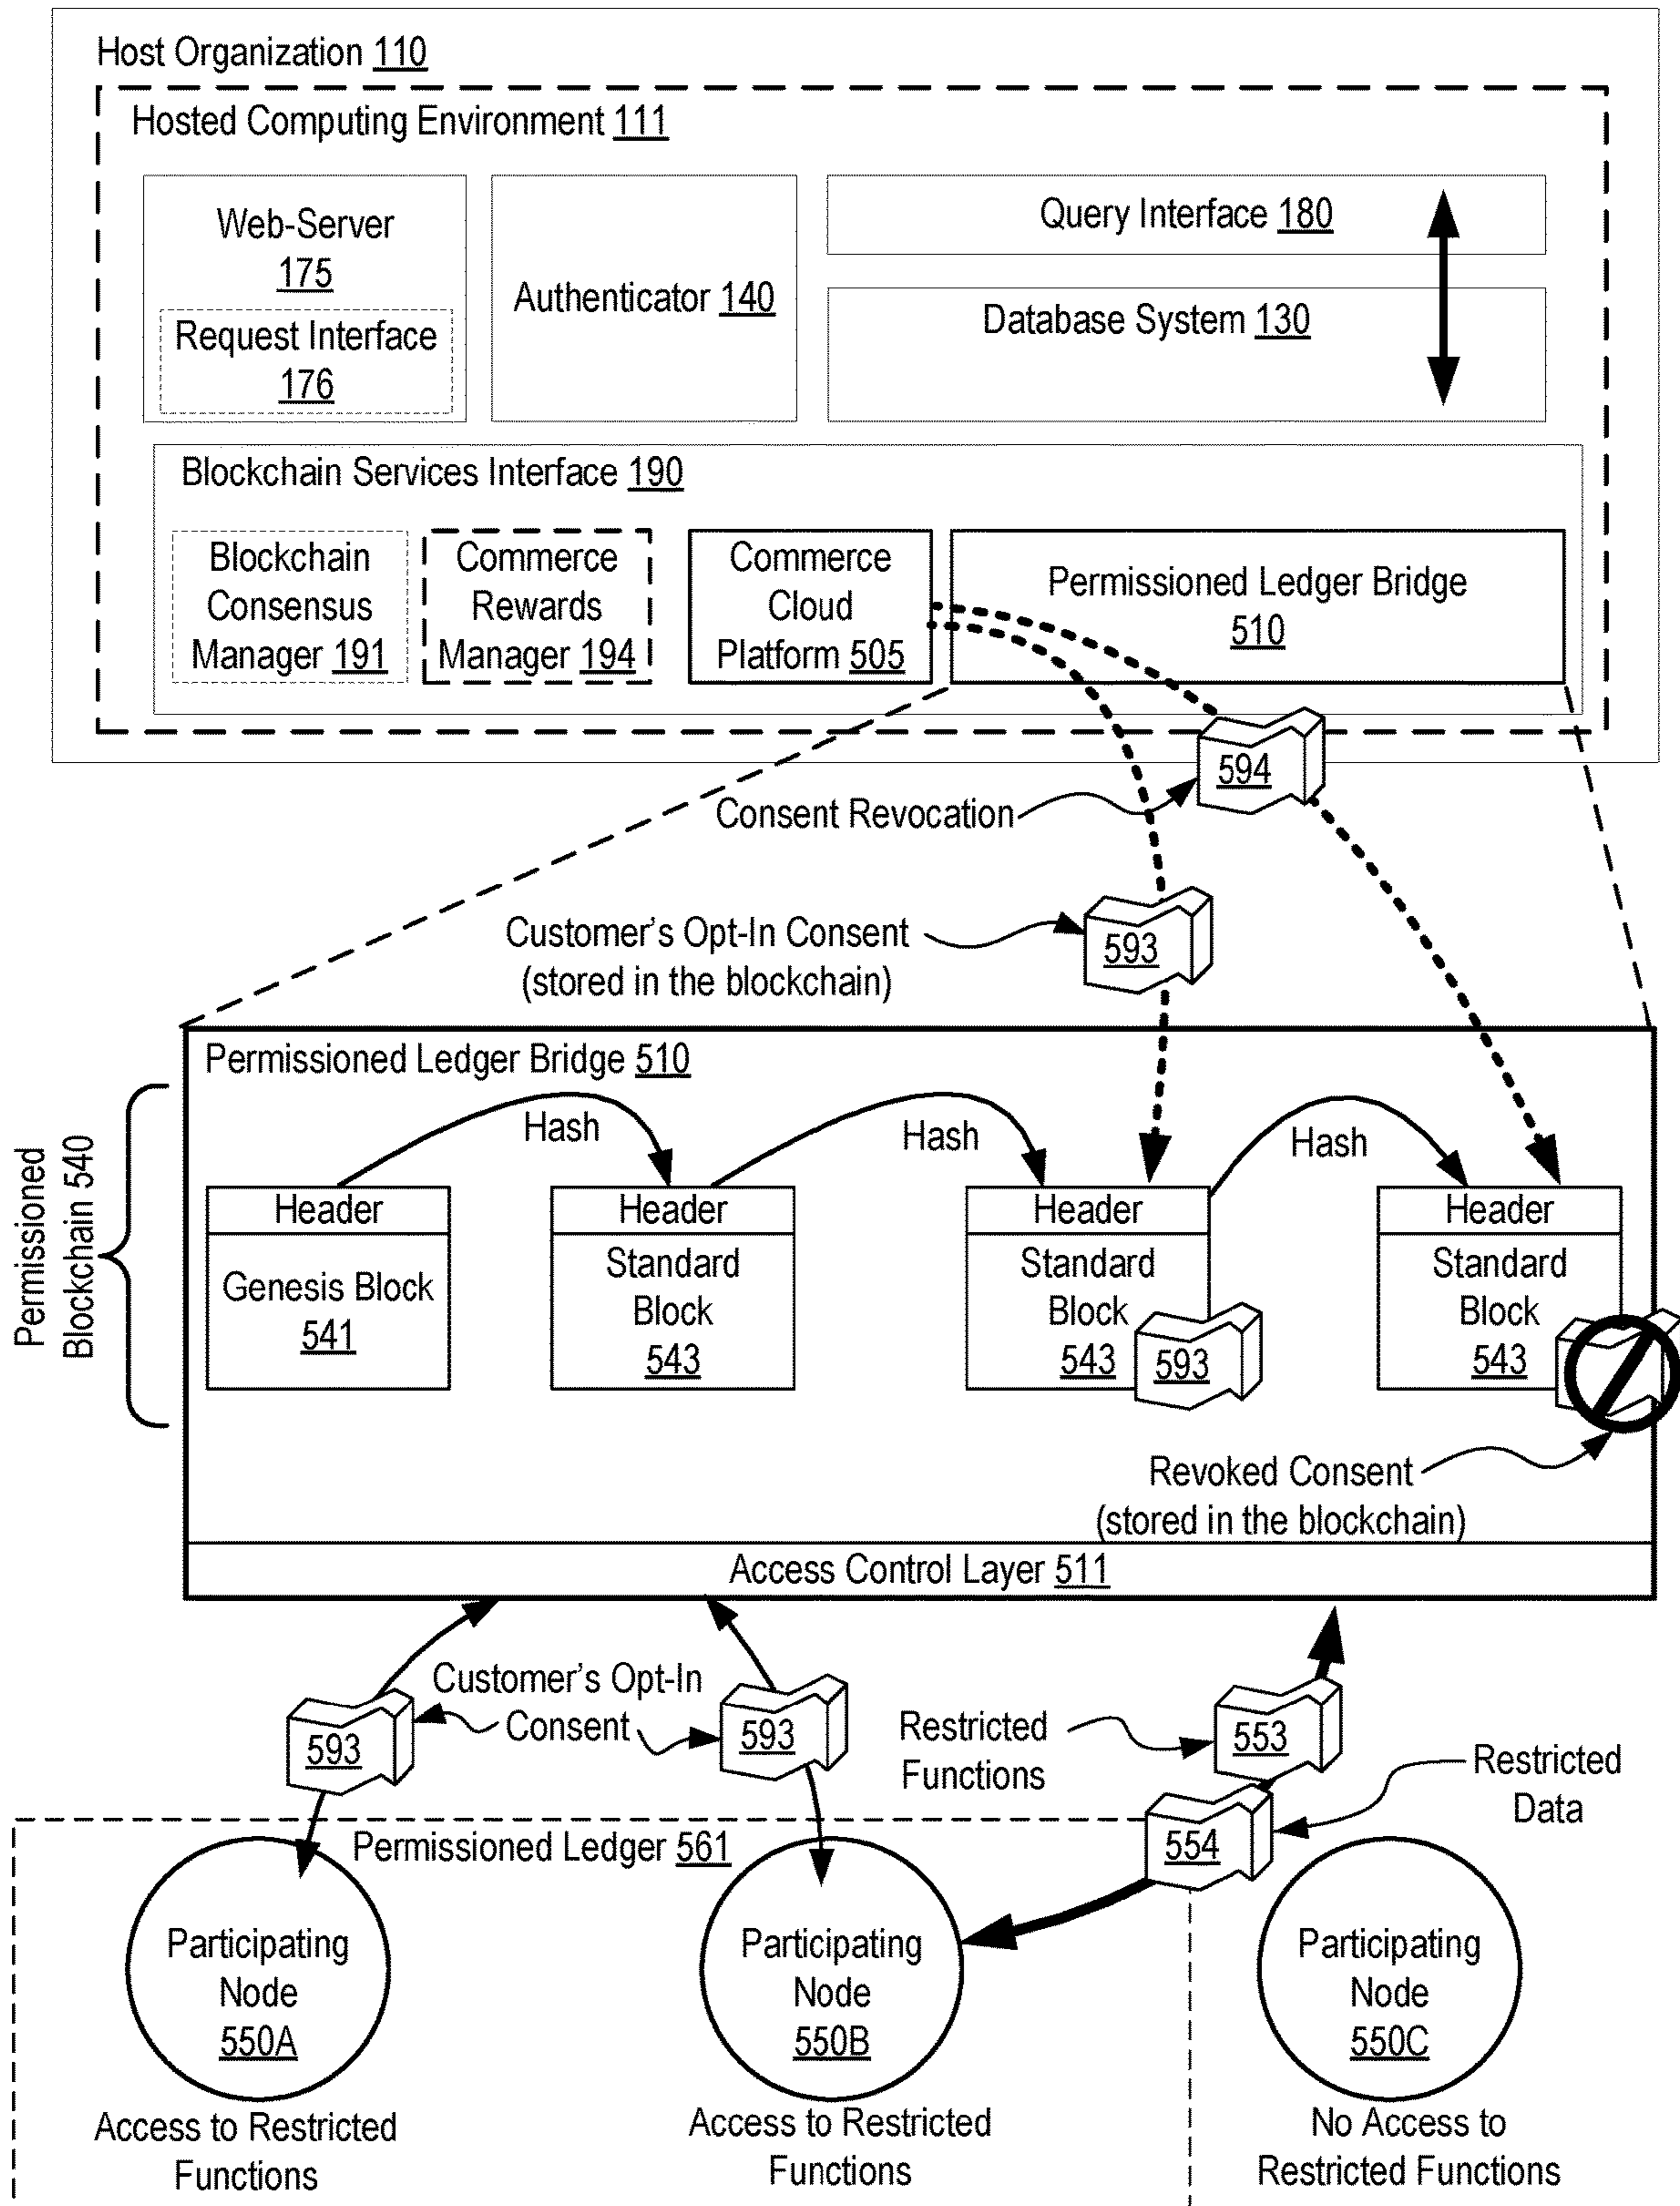 Host Organization 110
Hosted Computing Environment 111
Web-Server
175
Request Interface
176
Authenticator 140
Query Interface 180
Database System 130
Blockchain Services Interface 190
Blockchain
Consensus
Manager 191
Commerce
Rewards
Manager 194
Commerce
Cloud
Platform 505
Permissioned Ledger Bridge
510
594
Consent Revocation
Customer's Opt-In Consent
(stored in the blockchain)
593
Permissioned Ledger Bridge 510
Permissioned
Blockchain 540
Hash
Hash
Hash
Header
Genesis Block
541
Header
Standard
Block
543
Header
Standard
Block
543
593
Header
Standard
Block
543
Revoked Consent
(stored in the blockchain)
Access Control Layer 511
Customer's Opt-In
Consent
593
593
Restricted
Functions
553
Restricted
Data
554
Permissioned Ledger 561
Participating
Node
550A
Participating
Node
550B
Participating
Node
550C
Access to Restricted
Functions
Access to Restricted
Functions
No Access to
Restricted Functions